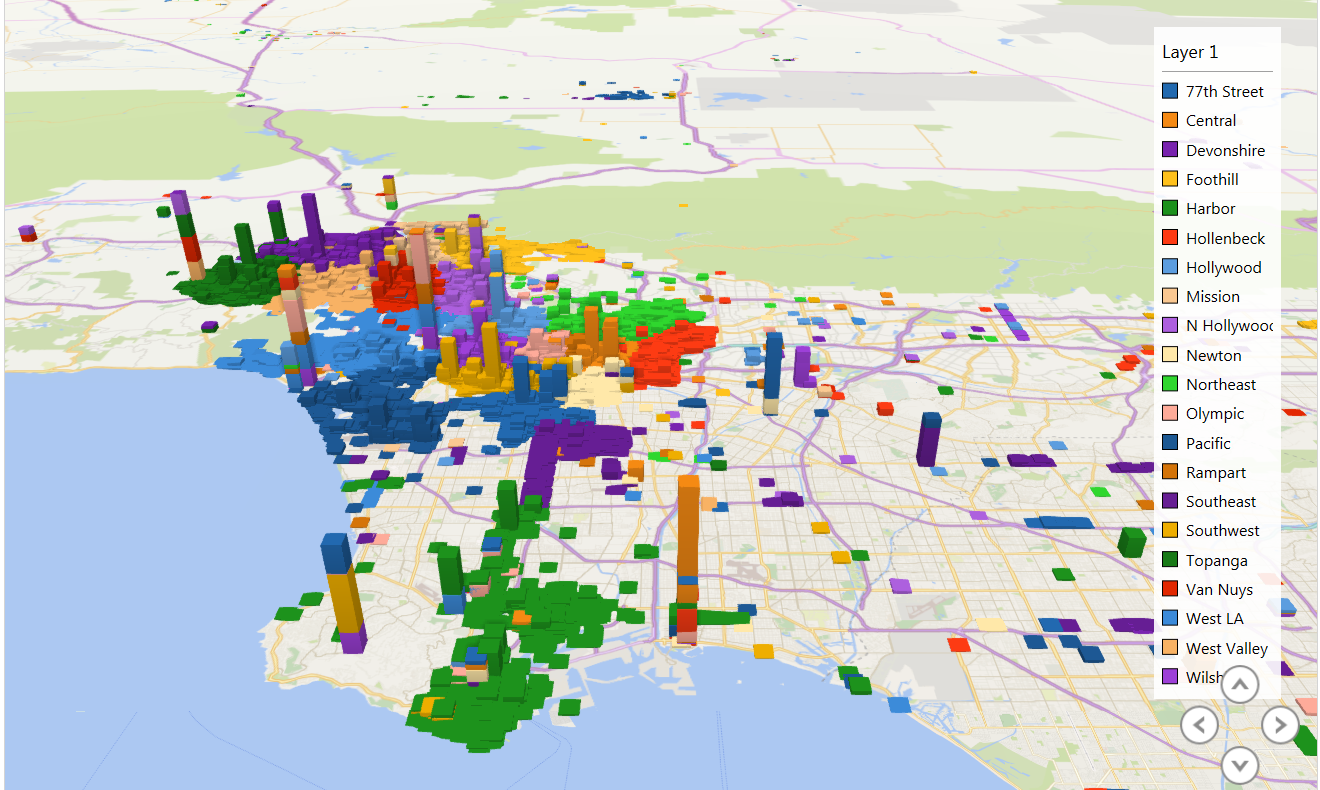 Layer 1
77th Street
Central
Devonshire
Foothill
Harbor
Hollenbeck
Hollywood
Mission
N Hollywooc
Newton
Northeast
Olympic
Pacific
Rampart
Southeast
Southwest
Topanga
Van Nuys
West LA
West Valley
Wilsh